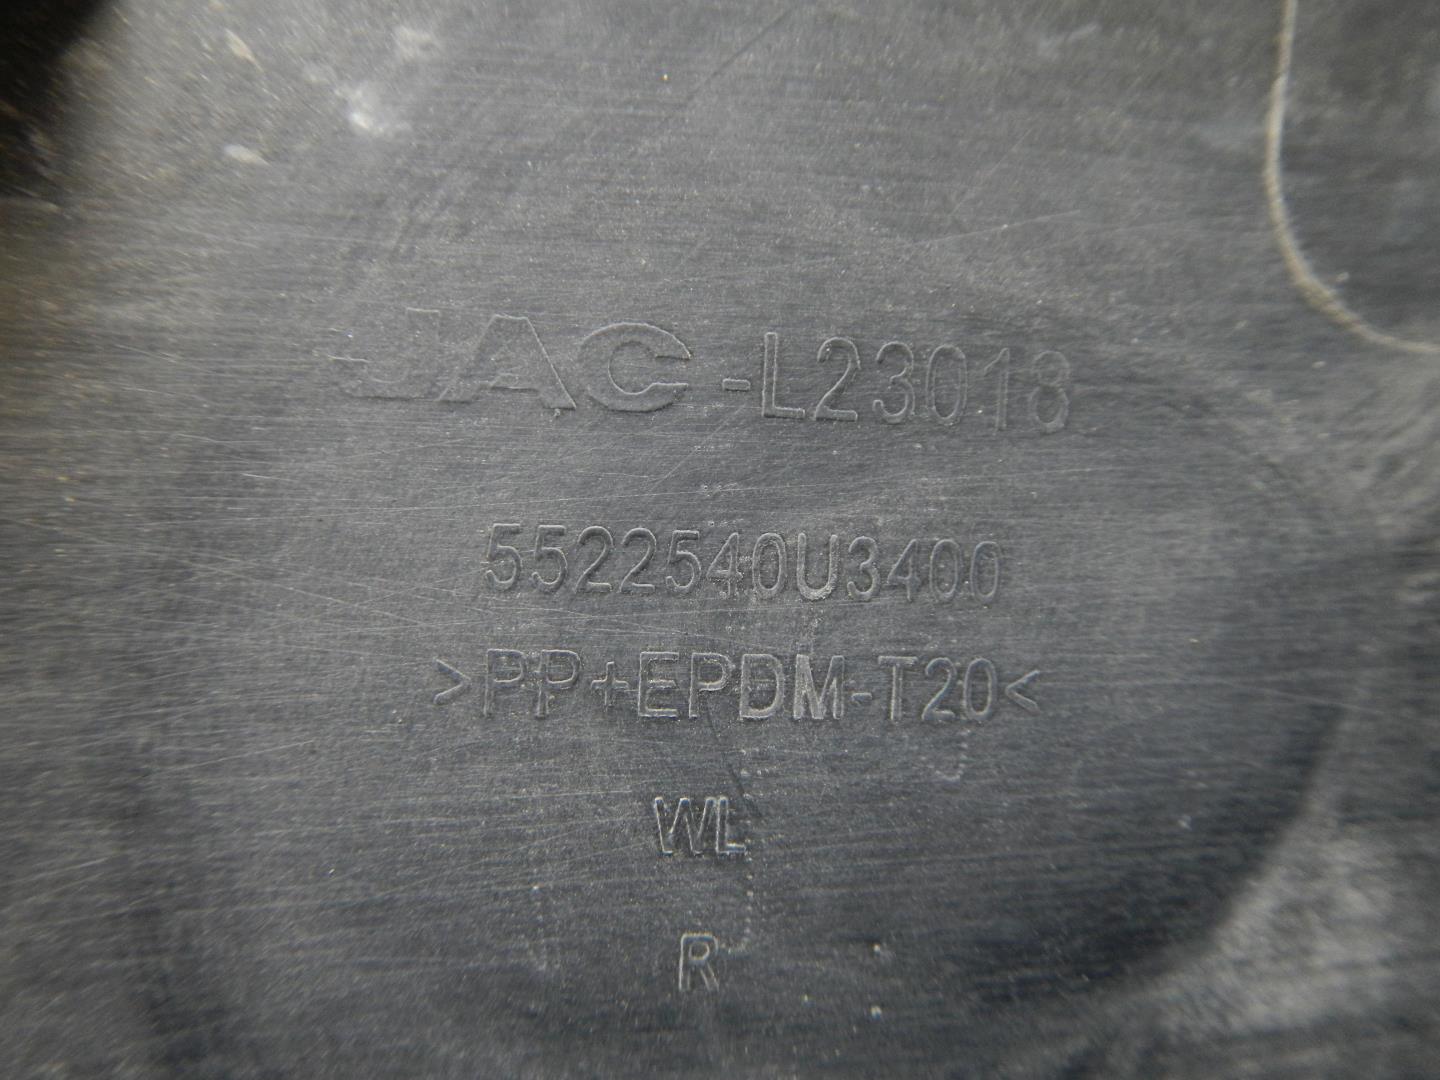 JAC -L23018
5522540U3400
>PP+EPDM-T20<
WL
R